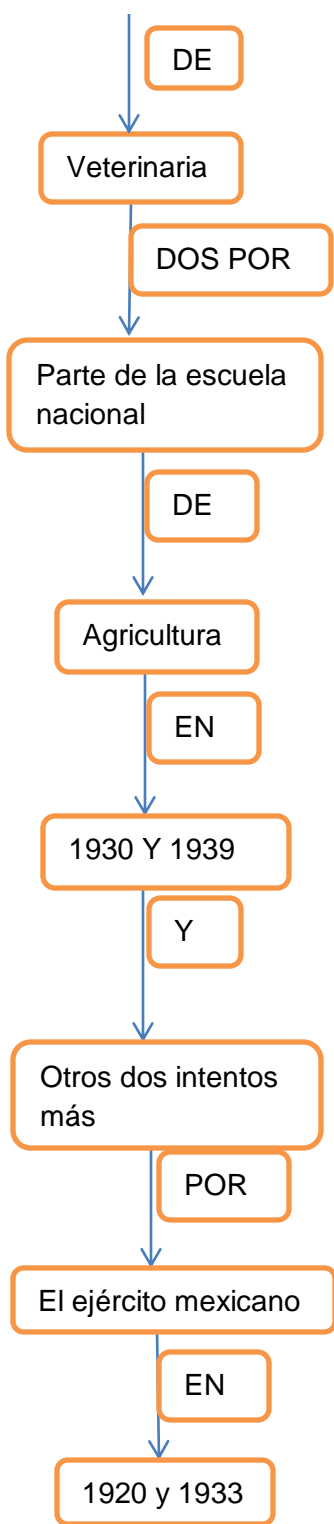 DE
Veterinaria
DOS POR
Parte de la escuela
nacional
DE
Agricultura
EN
1930 Y 1939
Y
Otros dos intentos
más
POR
El ejército mexicano
EN
1920 y 1933